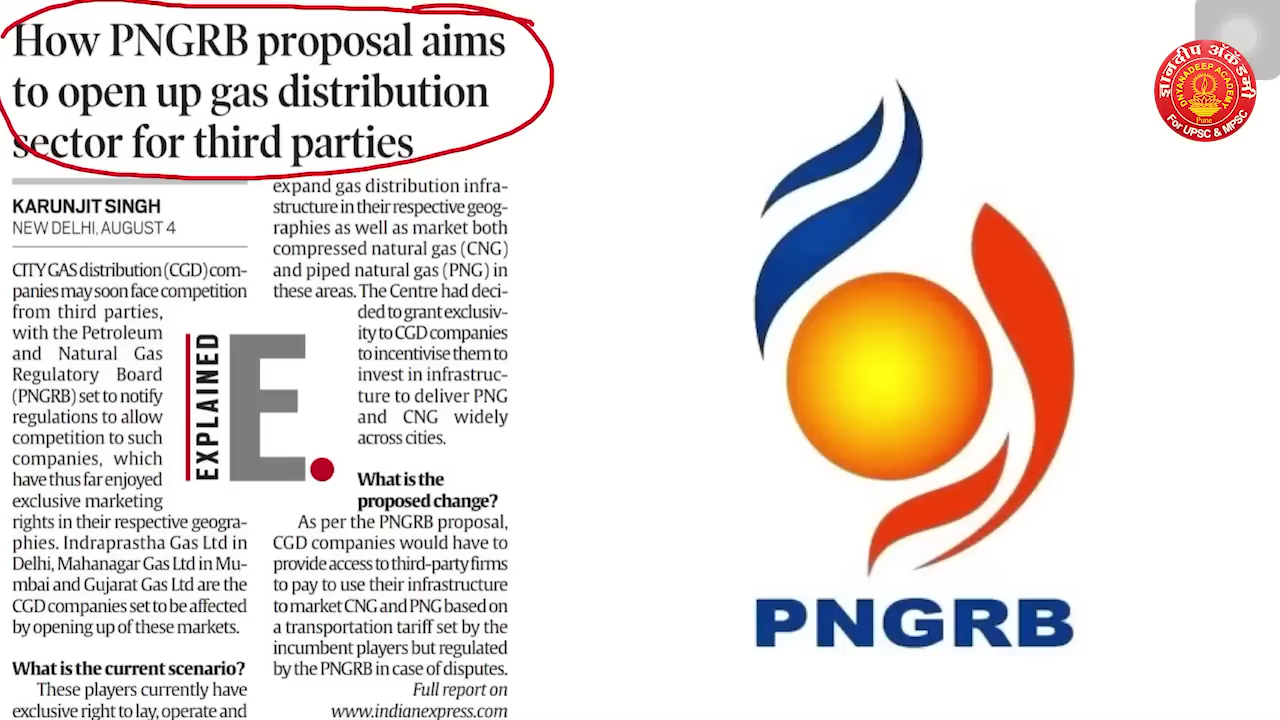 How PNGRB proposal aims
to open up gas distribution
sector for third parties
KARUNJIT SINGH
NEW DELHI, AUGUST 4
CITY GAS distribution (CGD) com-
panies may soon face competition
from third parties,
with the Petroleum
and Natural Gas
Regulatory Board
(PNGRB) set to notify
regulations to allow
competition to such
companies, which
have thus far enjoyed
exclusive marketing
rights in their respective geogra-
phies. Indraprastha Gas Ltd in
Delhi, Mahanagar Gas Ltd in Mu-
mbai and Gujarat Gas Ltd are the
CGD companies set to be affected
by opening up of these markets.
What is the current scenario?
These players currently have
exclusive right to lay, operate and
EXPLAINED
E.
expand gas distribution infra-
structure in their respective geog-
raphies as well as market both
compressed natural gas (CNG)
and piped natural gas (PNG) in
these areas. The Centre had deci-
ded to grant exclusiv-
ity to CGD companies
to incentivise them to
invest in infrastruc-
ture to deliver PNG
and CNG widely
across cities.
What is the
proposed change?
As per the PNGRB proposal,
CGD companies would have to
provide access to third-party firms
to pay to use their infrastructure
to market CNG and PNG based on
a transportation tariff set by the
incumbent players but regulated
by the PNGRB in case of disputes.
Full report on
www.indianexpress.com
PNGRB
ज्ञानदीप अॅकॅडमी
DNYANADEEP ACADEMY
Pune
For UPSC & MPSC